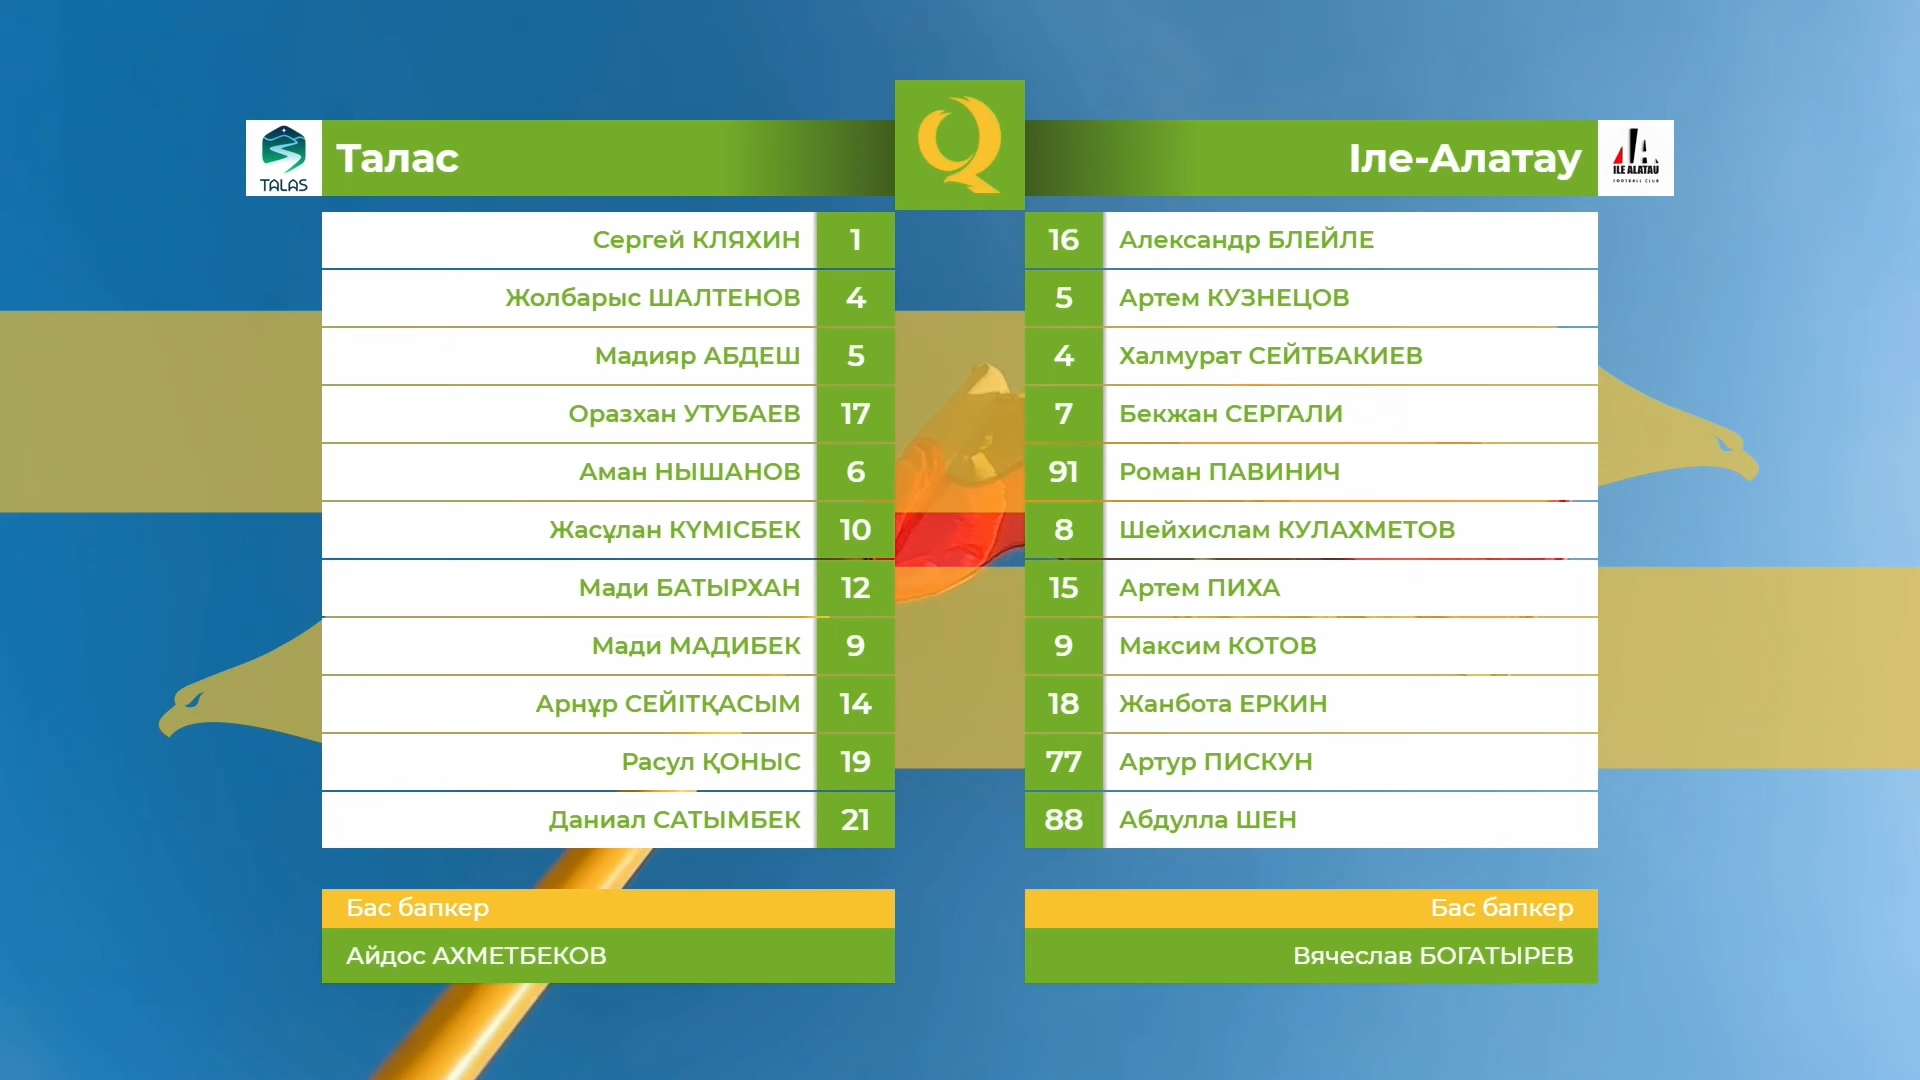 Талас
TALAS
Іле-Алатау
ILE ALATAU
FOOTBALL CLUB
Сергей КЛЯХИН 1
Жолбарыс ШАЛТЕНОВ 4
Мадияр АБДЕШ 5
Оразхан УТУБАЕВ 17
Аман НЫШАНОВ 6
Жасұлан КҮМІСБЕК 10
Мади БАТЫРХАН 12
Мади МАДИБЕК 9
Арнұр СЕЙІТҚАСЫМ 14
Расул ҚОНЫС 19
Даниал САТЫМБЕК 21
Бас бапкер
Айдос АХМЕТБЕКОВ
16 Александр БЛЕЙЛЕ
5 Артем КУЗНЕЦОВ
4 Халмурат СЕЙТБАКИЕВ
7 Бекжан СЕРГАЛИ
91 Роман ПАВИНИЧ
8 Шейхислам КУЛАХМЕТОВ
15 Артем ПИХА
9 Максим КОТОВ
18 Жанбота ЕРКИН
77 Артур ПИСКУН
88 Абдулла ШЕН
Бас бапкер
Вячеслав БОГАТЫРЕВ